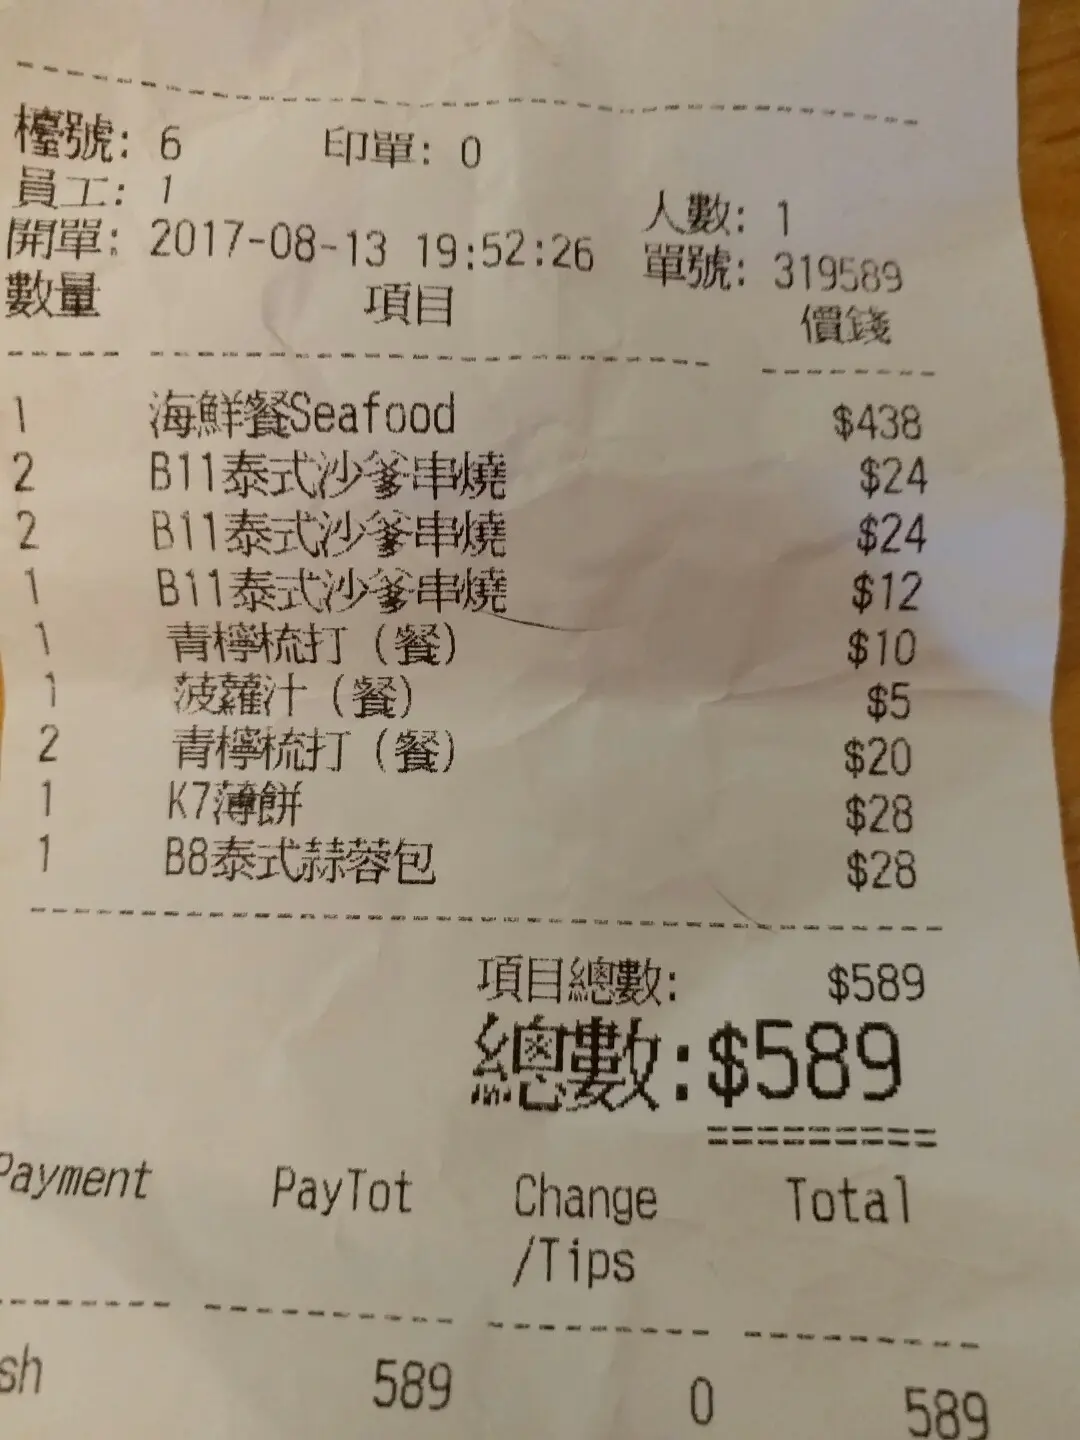 檯號: 6 印單: 0
員工: 1 人數: 1
開單: 2017-08-13 19:52:26 單號: 319589
數量 項目 價錢
1 海鮮餐Seafood $438
2 B11泰式沙爹串燒 $24
2 B11泰式沙爹串燒 $24
1 B11泰式沙爹串燒 $12
1 青檸梳打(餐) $10
1 菠蘿汁(餐) $5
2 青檸梳打(餐) $20
1 K7薄餅 $28
1 B8泰式蒜蓉包 $28
項目總數: $589
總數:$589
Payment PayTot Change Total
/Tips
sh 589 0 589